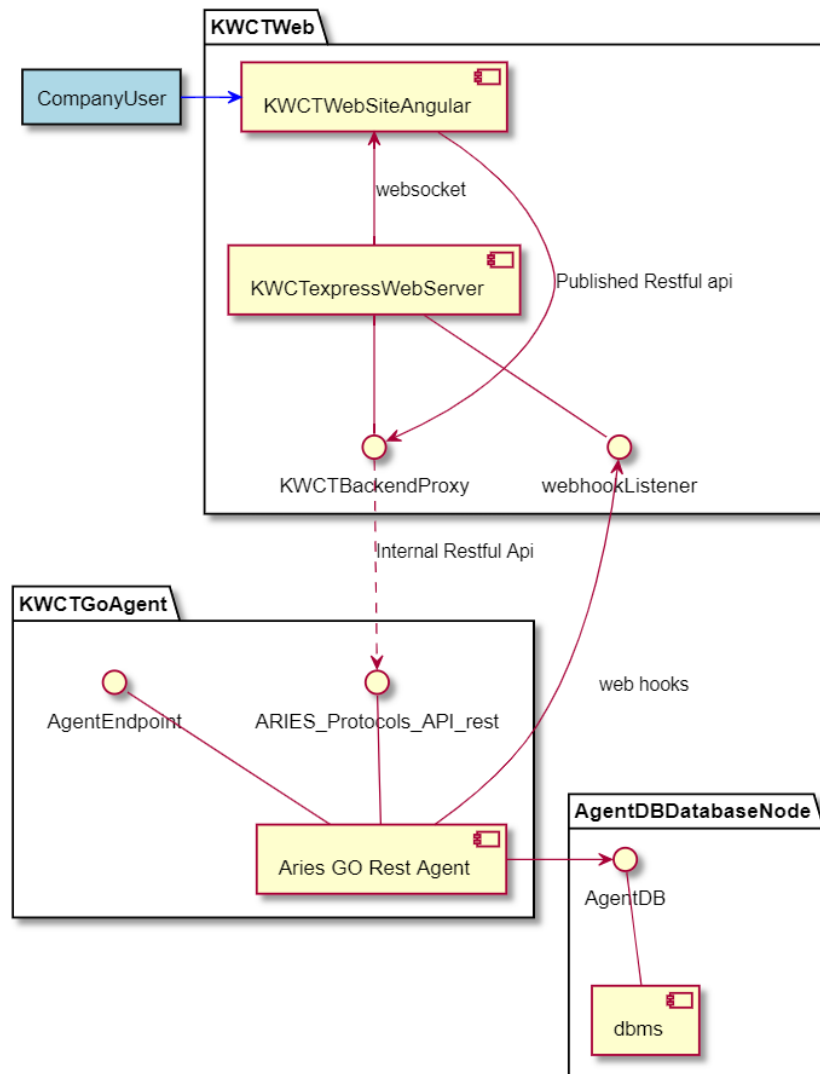 KWCTWeb
CompanyUser
KWCTWebSiteAngular
websocket
KWCTexpressWebServer
Published Restful api
KWCTBackendProxy
webhookListener
Internal Restful Api
KWCTGoAgent
web hooks
AgentEndpoint
ARIES_Protocols_API_rest
AgentDBDatabaseNode
Aries GO Rest Agent
AgentDB
dbms